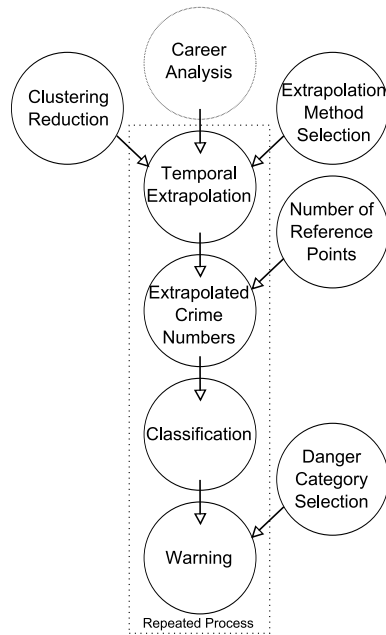 Career
Analysis
Clustering
Reduction
Extrapolation
Method
Selection
Temporal
Extrapolation
Number of
Reference
Points
Extrapolated
Crime
Numbers
Classification
Danger
Category
Selection
Warning
Repeated Process